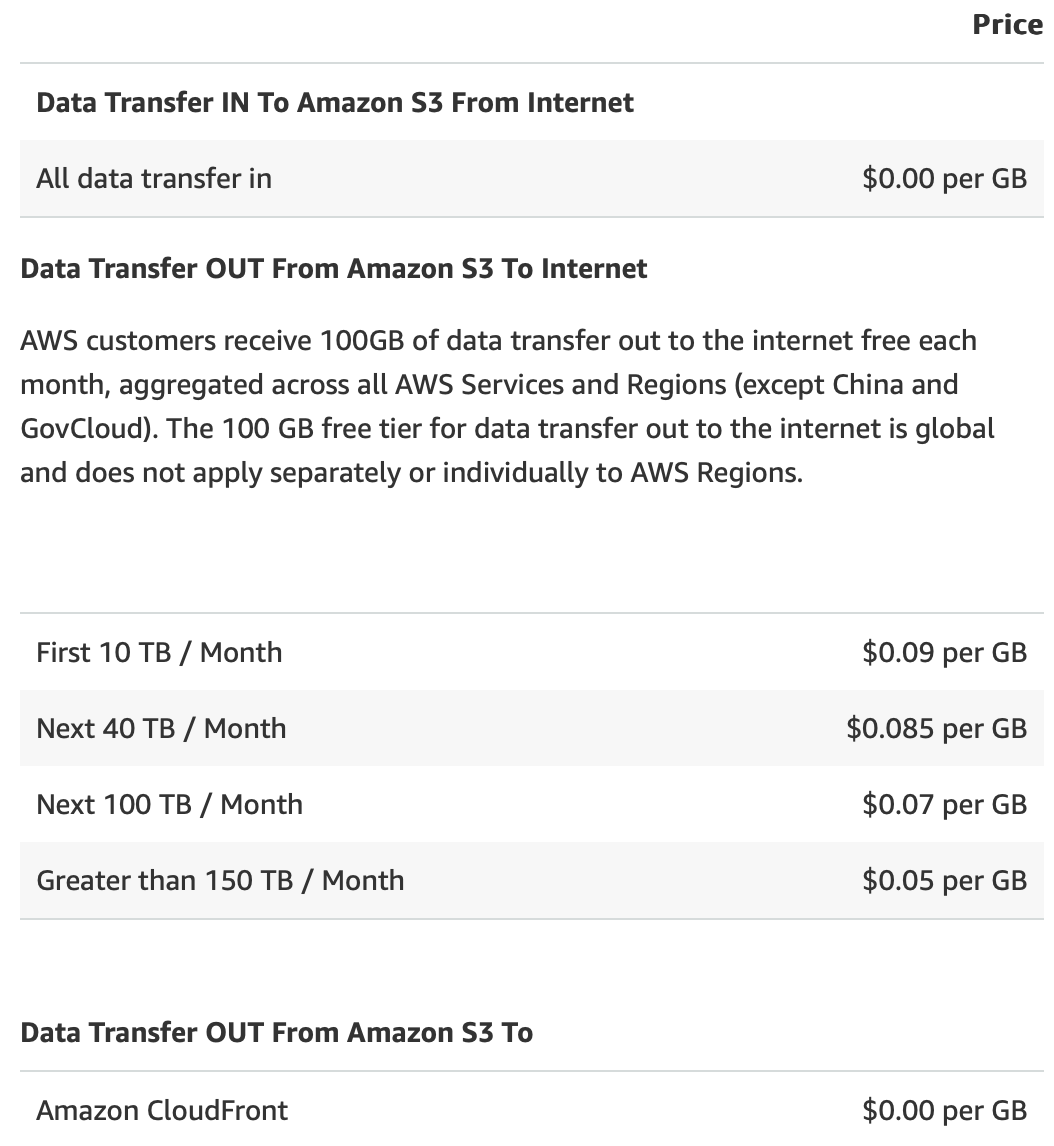 Price
Data Transfer IN To Amazon S3 From Internet
All data transfer in $0.00 per GB
Data Transfer OUT From Amazon S3 To Internet
AWS customers receive 100GB of data transfer out to the internet free each
month, aggregated across all AWS Services and Regions (except China and
GovCloud). The 100 GB free tier for data transfer out to the internet is global
and does not apply separately or individually to AWS Regions.
First 10 TB / Month $0.09 per GB
Next 40 TB / Month $0.085 per GB
Next 100 TB / Month $0.07 per GB
Greater than 150 TB / Month $0.05 per GB
Data Transfer OUT From Amazon S3 To
Amazon CloudFront $0.00 per GB